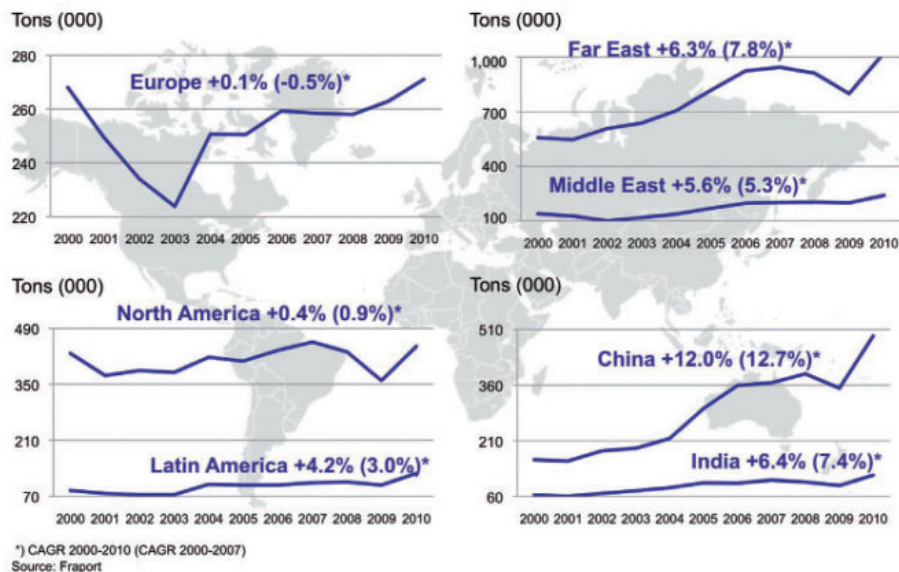 Tons (000)
280
260
240
220
Europe +0.1% (-0.5%)*
2000 2001 2002 2003 2004 2005 2006 2007 2008 2009 2010
Tons (000)
1,000
700
400
100
Far East +6.3% (7.8%)*
Middle East +5.6% (5.3%)*
2000 2001 2002 2003 2004 2005 2006 2007 2008 2009 2010
Tons (000)
490
350
210
70
North America +0.4% (0.9%)*
Latin America +4.2% (3.0%)*
2000 2001 2002 2003 2004 2005 2006 2007 2008 2009 2010
Tons (000)
510
360
210
60
China +12.0% (12.7%)*
India +6.4% (7.4%)*
2000 2001 2002 2003 2004 2005 2006 2007 2008 2009 2010
*) CAGR 2000-2010 (CAGR 2000-2007)
Source: Fraport